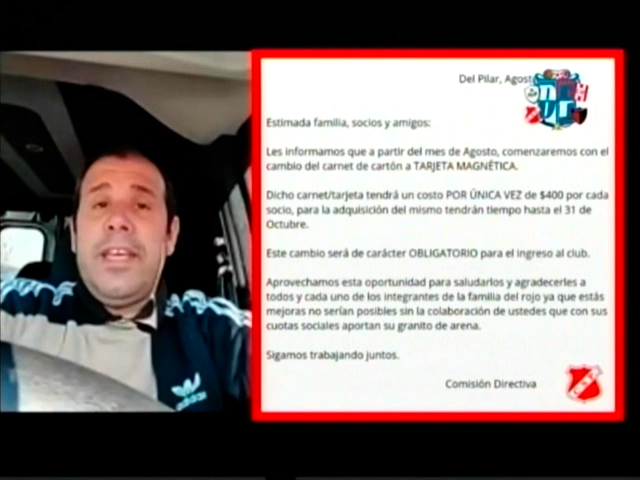 Del Pilar, Agost
Estimada familia, socios y amigos:
Les informamos que a partir del mes de Agosto, comenzaremos con el
cambio del carnet de cartón a TARJETA MAGNÉTICA.
Dicho carnet/tarjeta tendrá un costo POR ÚNICA VEZ de $400 por cada
socio, para la adquisición del mismo tendrán tiempo hasta el 31 de
Octubre.
Este cambio será de carácter OBLIGATORIO para el ingreso al club.
Aprovechamos esta oportunidad para saludarlos y agradecerles a
todos y cada uno de los integrantes de la familia del rojo ya que estás
mejoras no serían posibles sin la colaboración de ustedes que con sus
cuotas sociales aportan su granito de arena.
Sigamos trabajando juntos.
Comisión Directiva
adidas